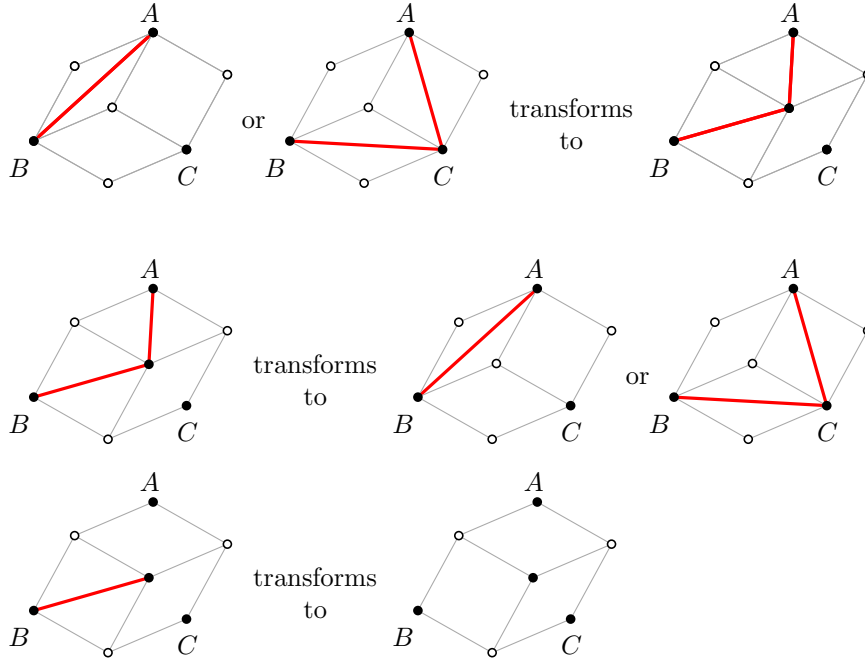 A A A
or transforms
to
B C B C B C
A A A
transforms
to or
B C B C B C
A A
transforms
to
B C B C